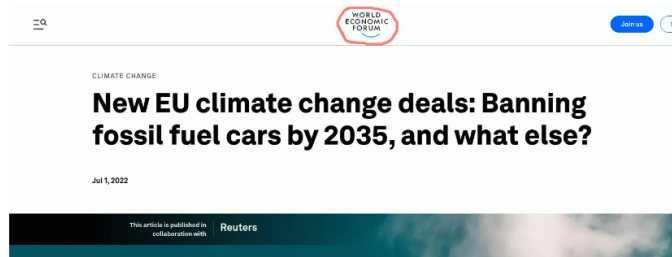 WORLD
ECONOMIC
FORUM
Join us
CLIMATE CHANGE
New EU climate change deals: Banning
fossil fuel cars by 2035, and what else?
Jul 1, 2022
This article is published in
collaboration with
Reuters